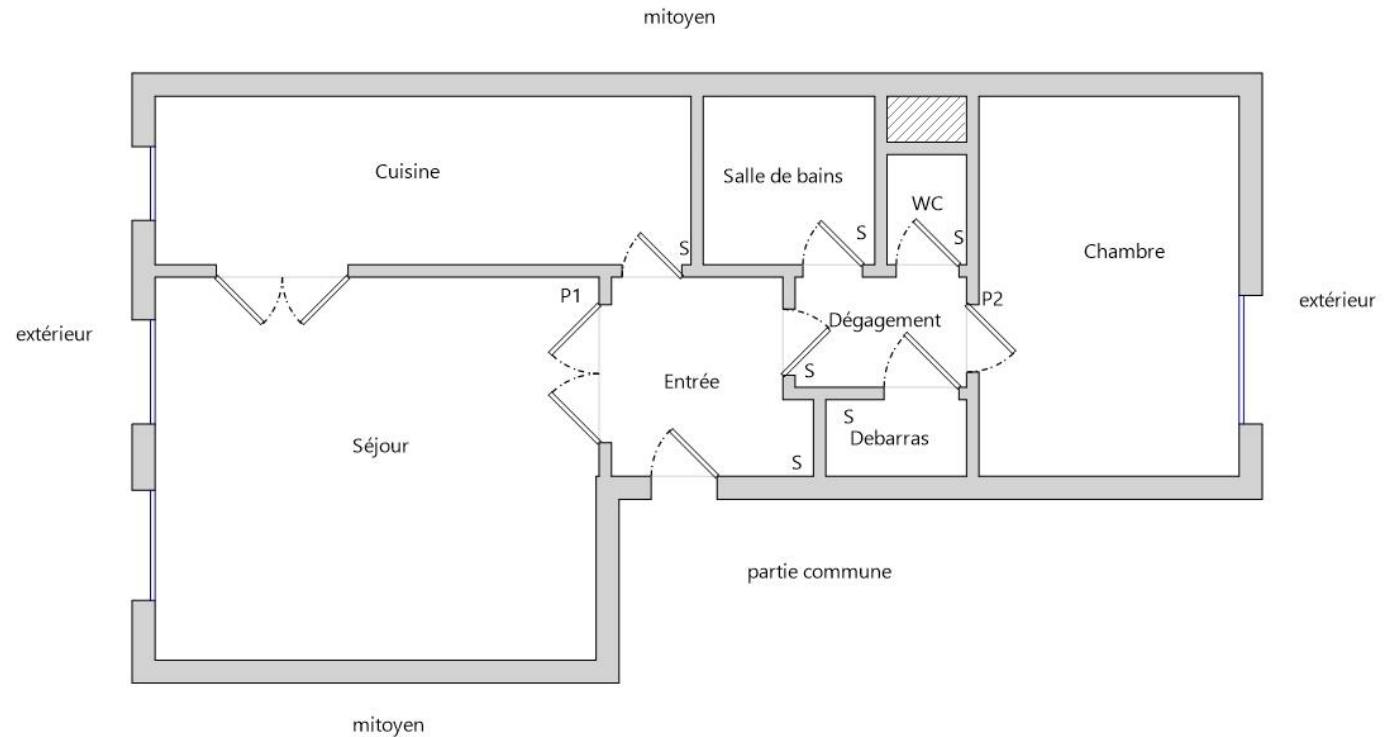 mitoyen
Cuisine
Salle de bains
WC
S
S
S
Chambre
P1
P2
extérieur
extérieur
Dégagement
S
Entrée
Séjour
S
Debarras
S
partie commune
mitoyen